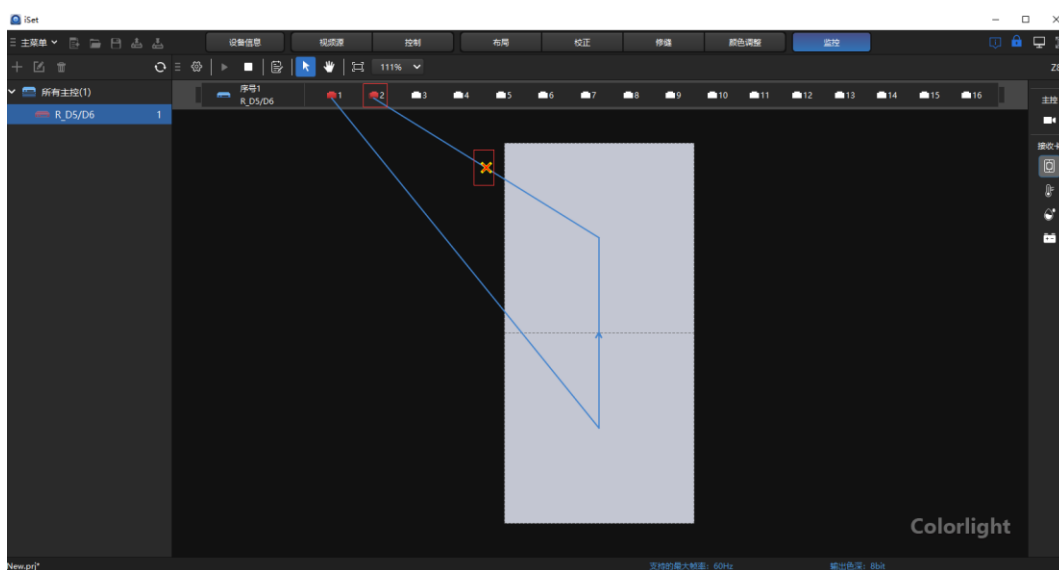 iSet
主菜单
设备信息 视频源 控制 布局 校正 修缝 颜色调整 监控
111%
所有主控(1)
R_D5/D6 1
序号1
R_D5/D6
1 2 3 4 5 6 7 8 9 10 11 12 13 14 15 16
主控
接收卡
Colorlight
New.prj*
支持的最大帧率：60Hz 输出色深：8bit